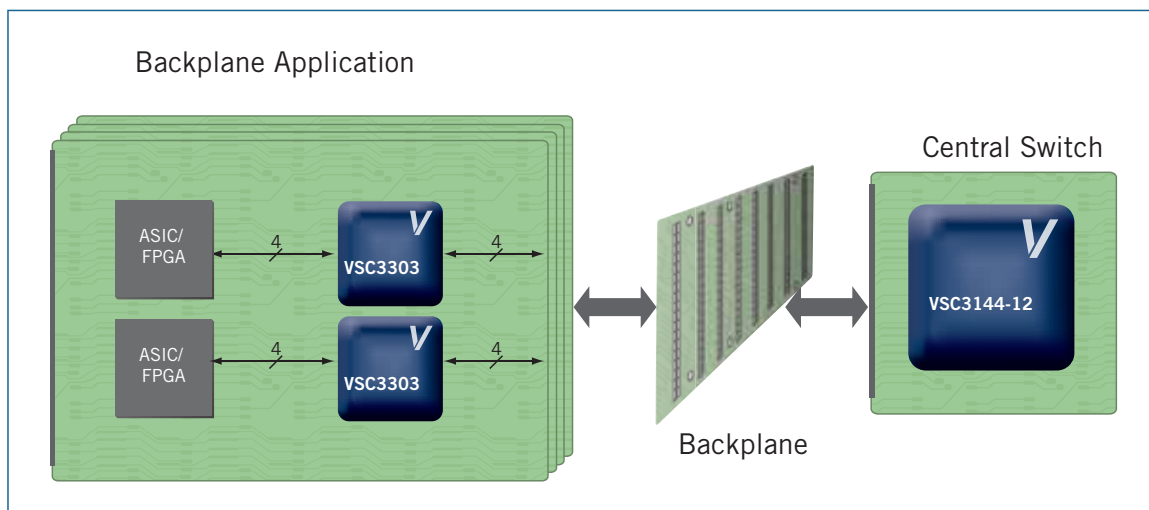 Backplane Application
Central Switch
ASIC/
FPGA
4
V
VSC3303
4
ASIC/
FPGA
4
V
VSC3303
4
Backplane
V
VSC3144-12